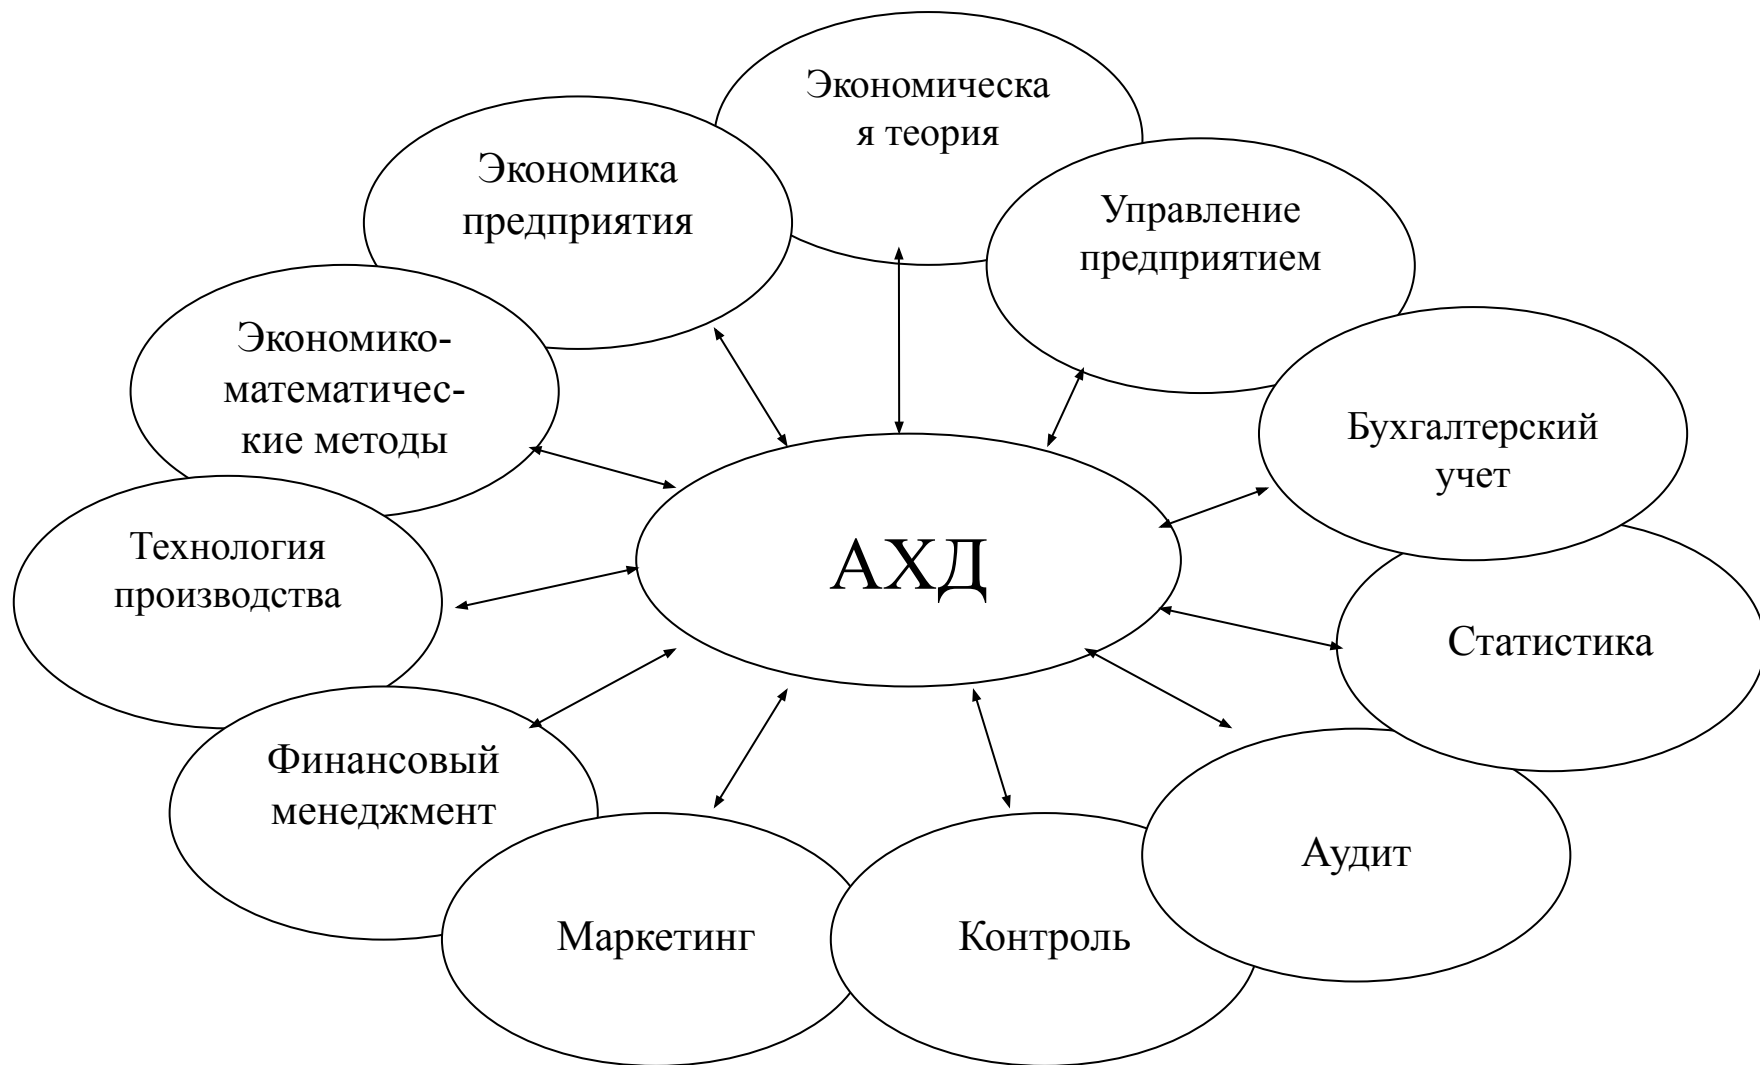 Экономическа
я теория
Экономика
предприятия
Управление
предприятием
Экономико-
математичес-
кие методы
Бухгалтерский
учет
АХД
Технология
производства
Статистика
Финансовый
менеджмент
Аудит
Маркетинг
Контроль